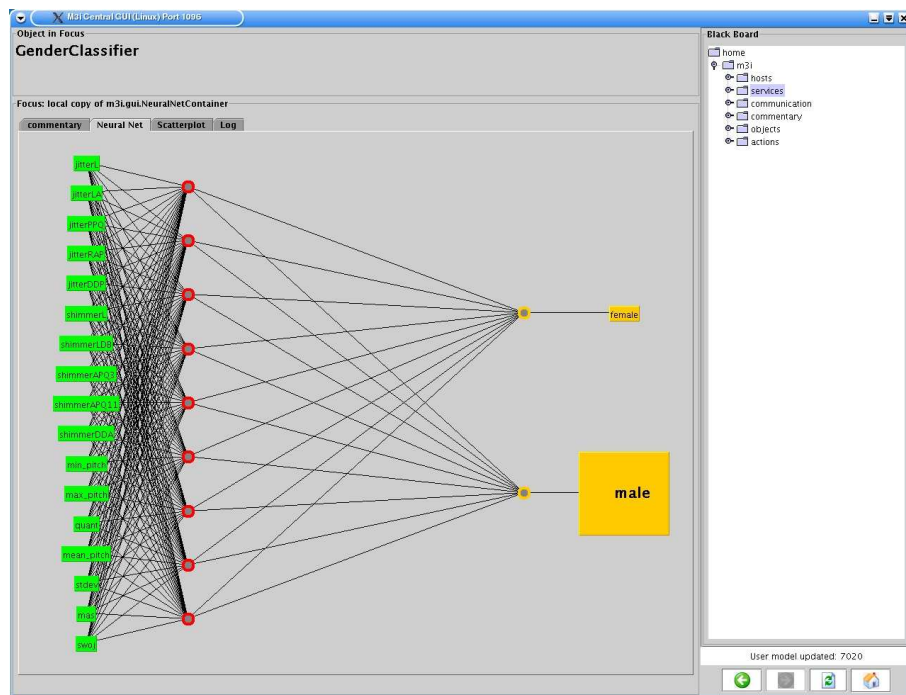 M3i Central GUI (Linux) Port 1095
Object in Focus
GenderClassifier
Focus: local copy of m3i.gui.NeuralNetContainer
commentary Neural Net Scatterplot Log
jitterL
jitterLA
jitterPPQ
jitterRAP
jitterDDP
shimmerL
shimmerLDB
shimmerAPQ3
shimmerAPQ11
shimmerDDA
min_pitch
max_pitch
quant
mean_pitch
stdev
mas
swoj
female
male
Black Board
home
m3i
hosts
services
communication
commentary
objects
actions
User model updated: 7020